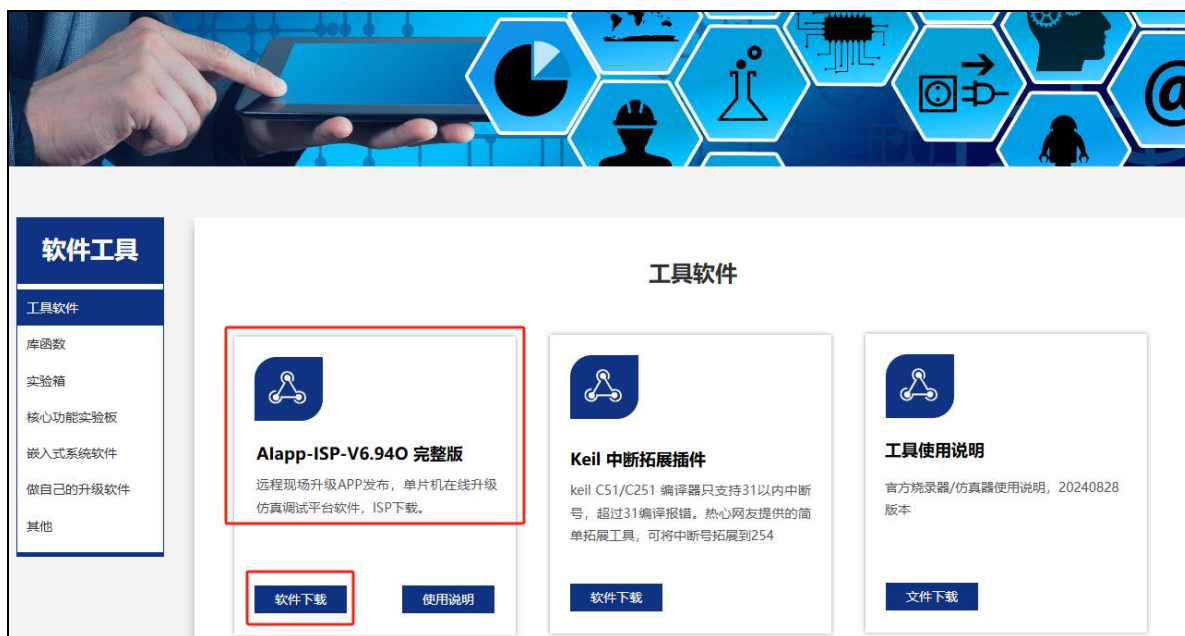 @
软件工具
工具软件
库函数
实验箱
核心功能实验板
嵌入式系统软件
做自己的升级软件
其他
工具软件
AIapp-ISP-V6.94O 完整版
远程现场升级APP发布，单片机在线升级
仿真调试平台软件，ISP下载。
软件下载
使用说明
Keil 中断拓展插件
keil C51/C251 编译器只支持31以内中断
号，超过31编译报错。热心网友提供的简
单拓展工具，可将中断号拓展到254
软件下载
工具使用说明
官方烧录器/仿真器使用说明，20240828
版本
文件下载